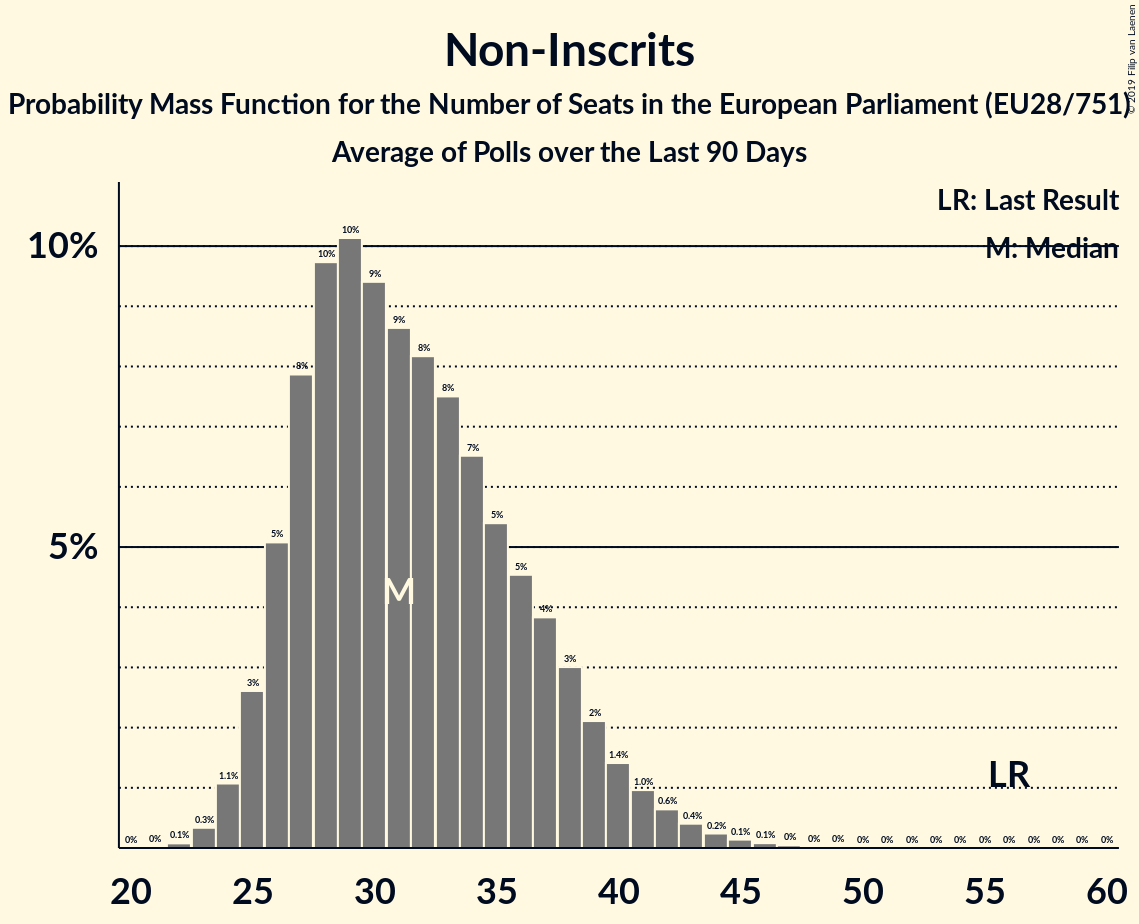 © 2019 Filip van Laenen
Non-Inscrits
Probability Mass Function for the Number of Seats in the European Parliament (EU28/751)
Average of Polls over the Last 90 Days
LR: Last Result
M: Median
10%
5%
0% 0% 0.1% 0.3% 1.1% 3% 5% 8% 10% 10% 9% 9% 8% 8% 7% 5% 5% 4% 3% 2% 1.4% 1.0% 0.6% 0.4% 0.2% 0.1% 0.1% 0% 0% 0% 0% 0% 0% 0% 0% 0% 0% 0% 0% 0% 0%
M
LR
20 25 30 35 40 45 50 55 60